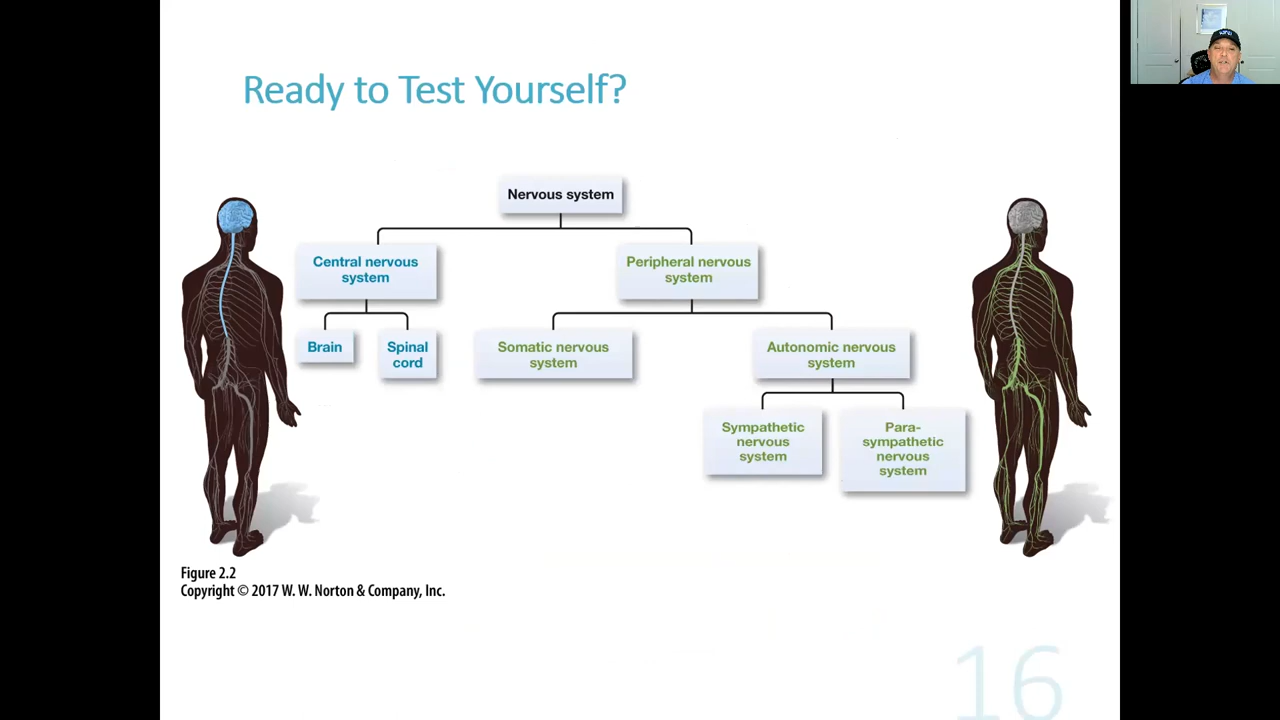 Ready to Test Yourself?
Nervous system
Central nervous
system
Peripheral nervous
system
Brain
Spinal
cord
Somatic nervous
system
Autonomic nervous
system
Sympathetic
nervous
system
Para-
sympathetic
nervous
system
Figure 2.2
Copyright © 2017 W. W. Norton & Company, Inc.
16